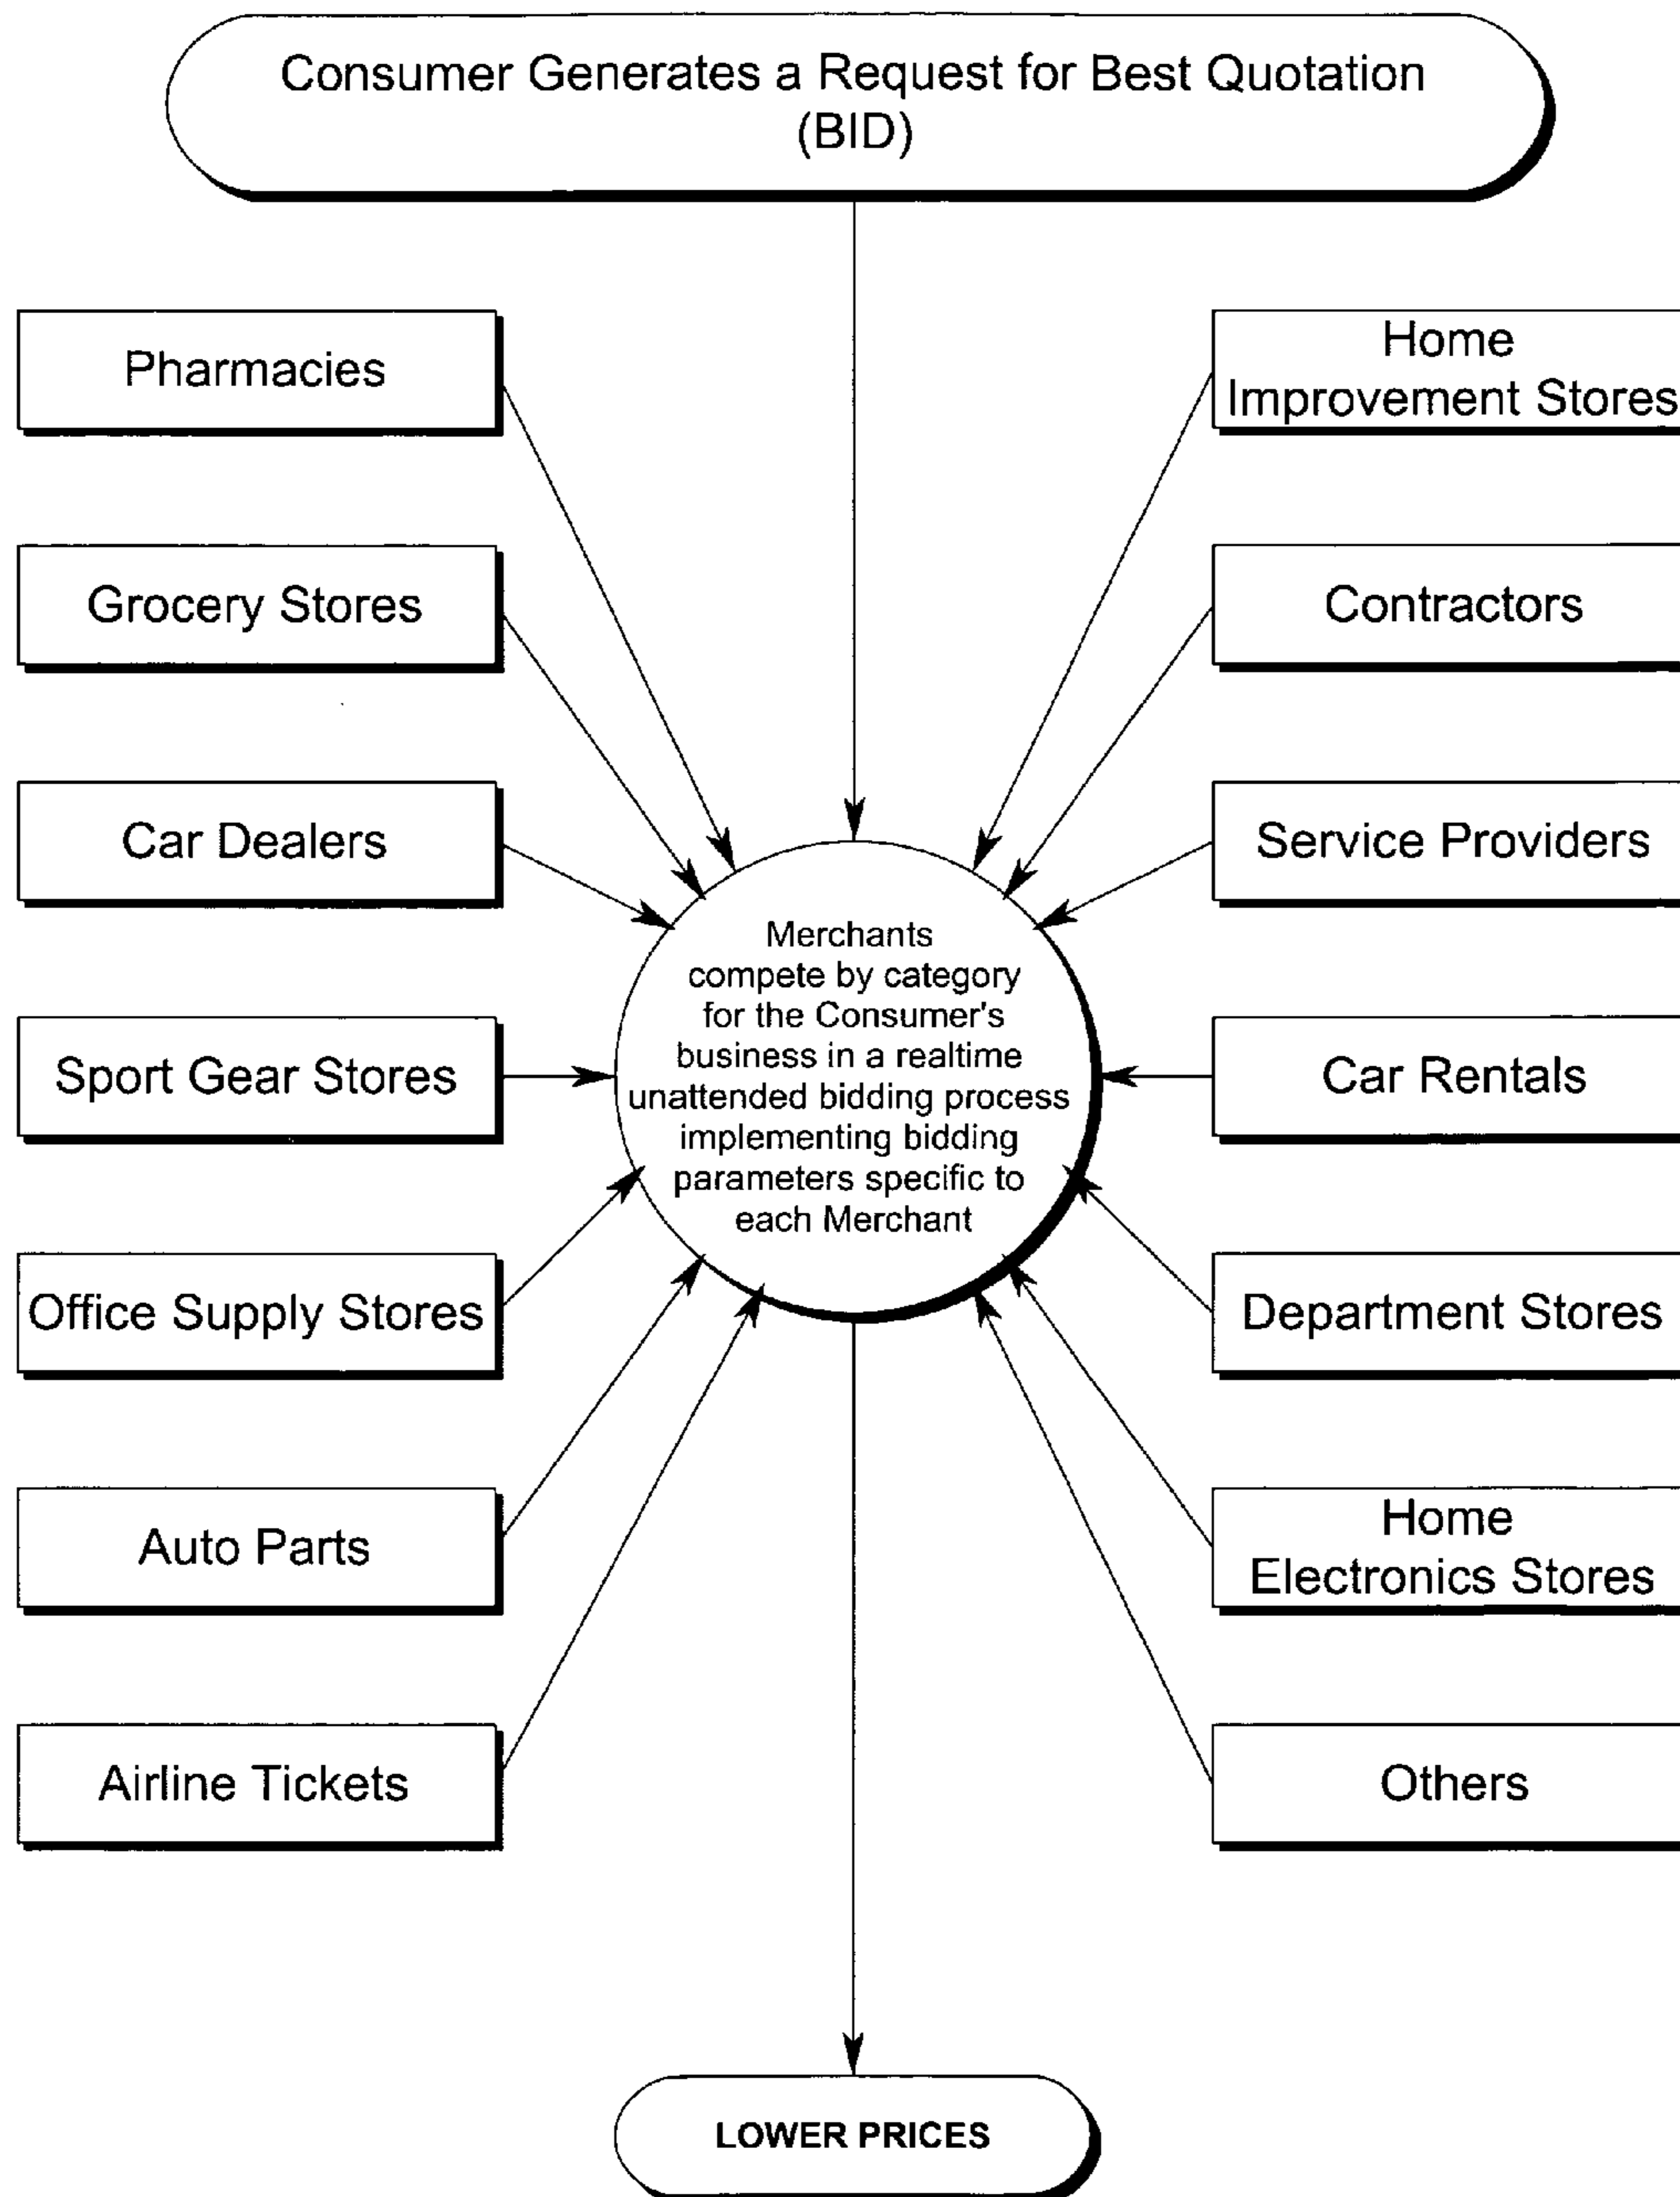 Consumer Generates a Request for Best Quotation
(BID)
Pharmacies
Grocery Stores
Car Dealers
Sport Gear Stores
Office Supply Stores
Auto Parts
Airline Tickets
Merchants
compete by category
for the Consumer's
business in a realtime
unattended bidding process
implementing bidding
parameters specific to
each Merchant
Home
Improvement Stores
Contractors
Service Providers
Car Rentals
Department Stores
Home
Electronics Stores
Others
LOWER PRICES